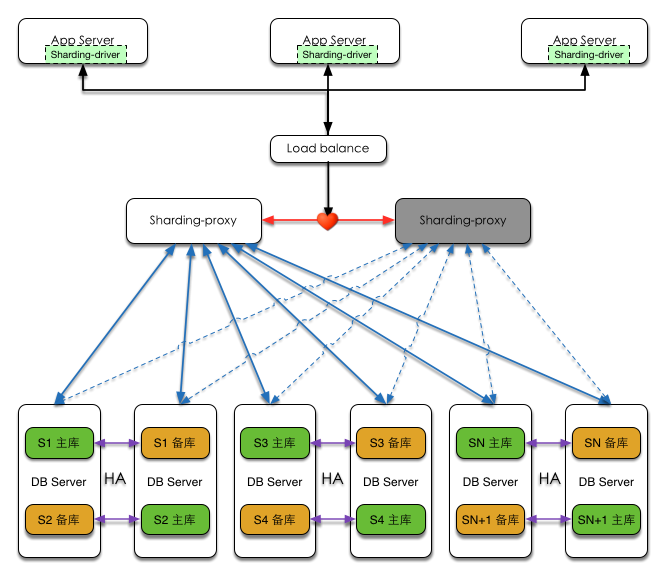 App Server
Sharding-driver
App Server
Sharding-driver
App Server
Sharding-driver
Load balance
Sharding-proxy
Sharding-proxy
S1 主库
S1 备库
S3 主库
S3 备库
SN 主库
SN 备库
DB Server
HA
DB Server
DB Server
HA
DB Server
DB Server
HA
DB Server
S2 备库
S2 主库
S4 备库
S4 主库
SN+1 备库
SN+1 主库